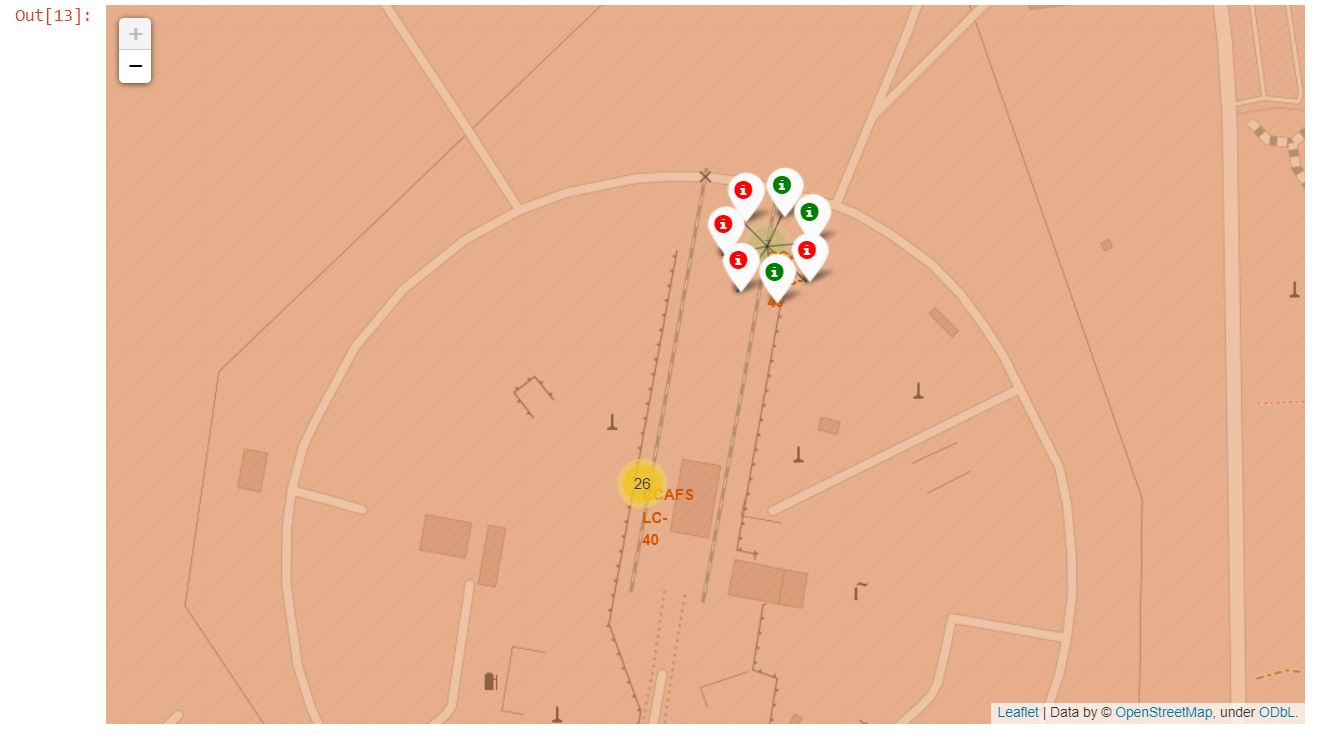 Out[13]:
+
−
i
i
i
i
i
i
i
26
CCAFS
LC-
40
Leaflet | Data by © OpenStreetMap, under ODbL.